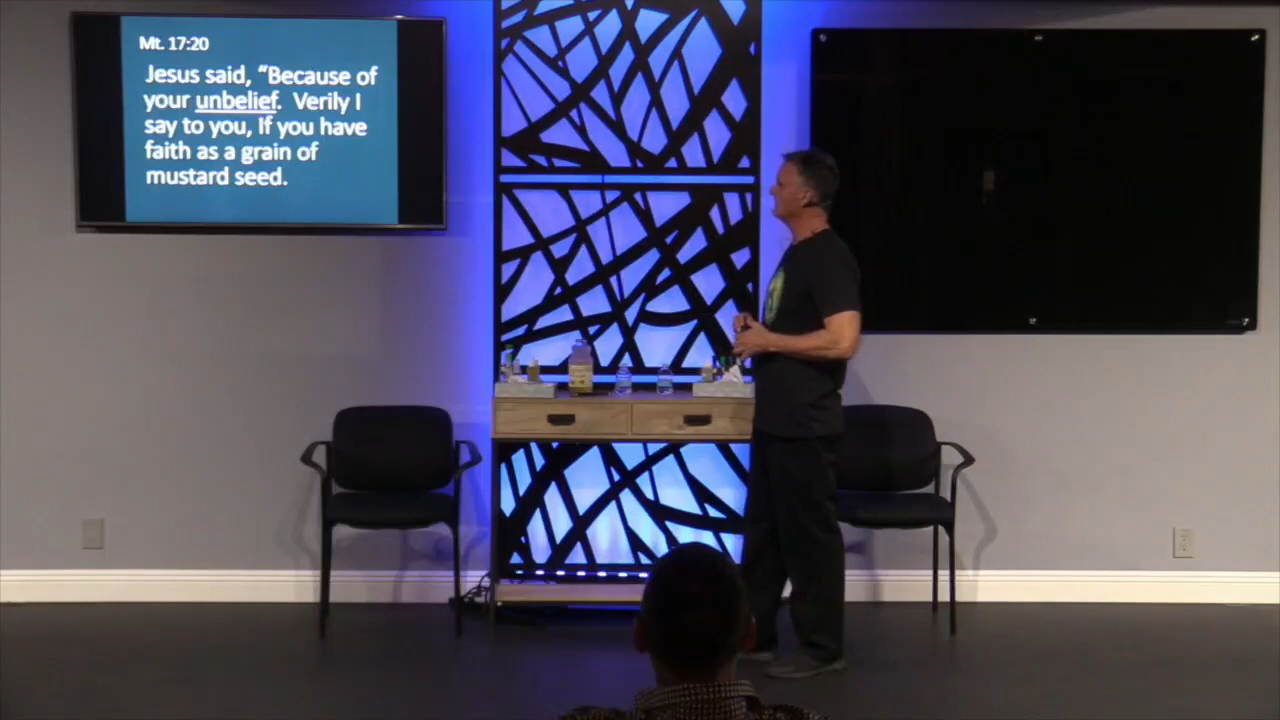 Mt. 17:20
Jesus said, “Because of
your unbelief.  Verily I
say to you, If you have
faith as a grain of
mustard seed.